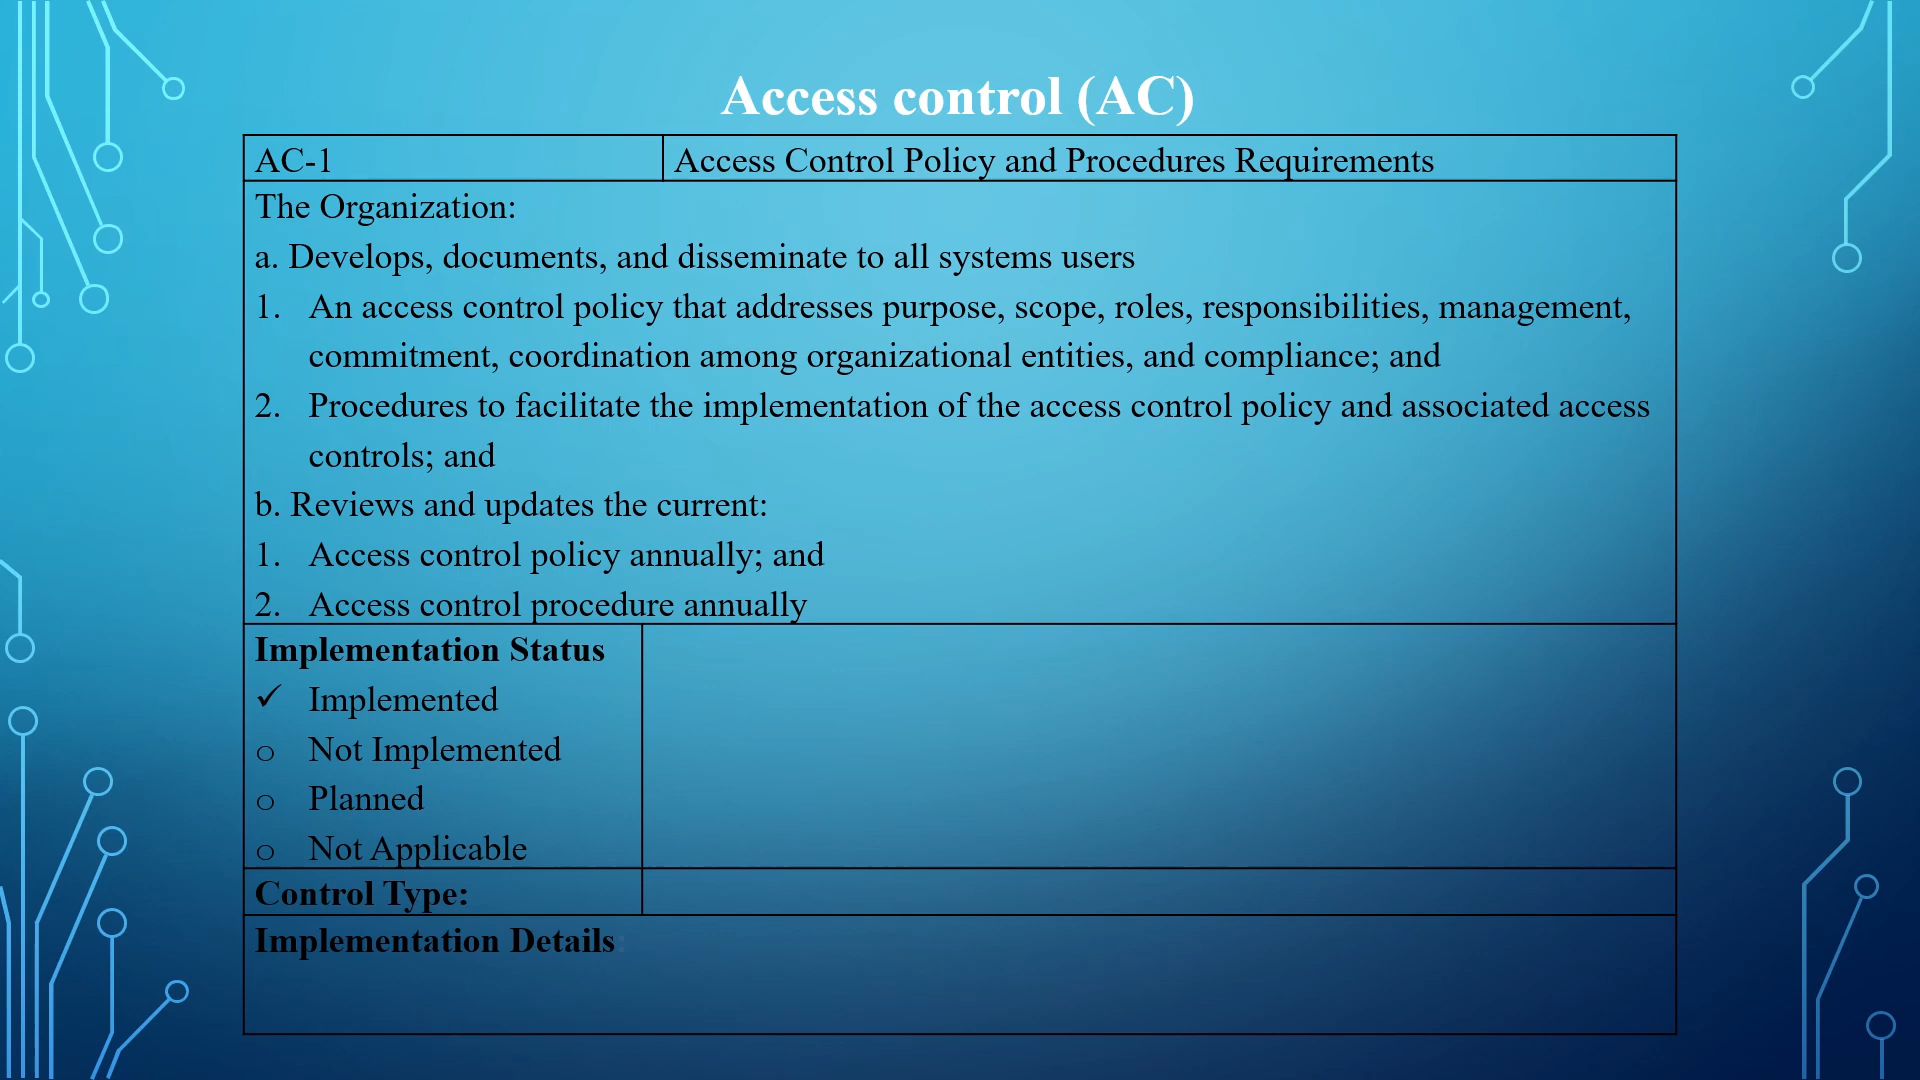 Access control (AC)
AC-1
Access Control Policy and Procedures Requirements
The Organization:
a. Develops, documents, and disseminate to all systems users
1. An access control policy that addresses purpose, scope, roles, responsibilities, management,
commitment, coordination among organizational entities, and compliance; and
2. Procedures to facilitate the implementation of the access control policy and associated access
controls; and
b. Reviews and updates the current:
1. Access control policy annually; and
2. Access control procedure annually
Implementation Status
✓ Implemented
o Not Implemented
o Planned
o Not Applicable
Control Type:
Implementation Details: